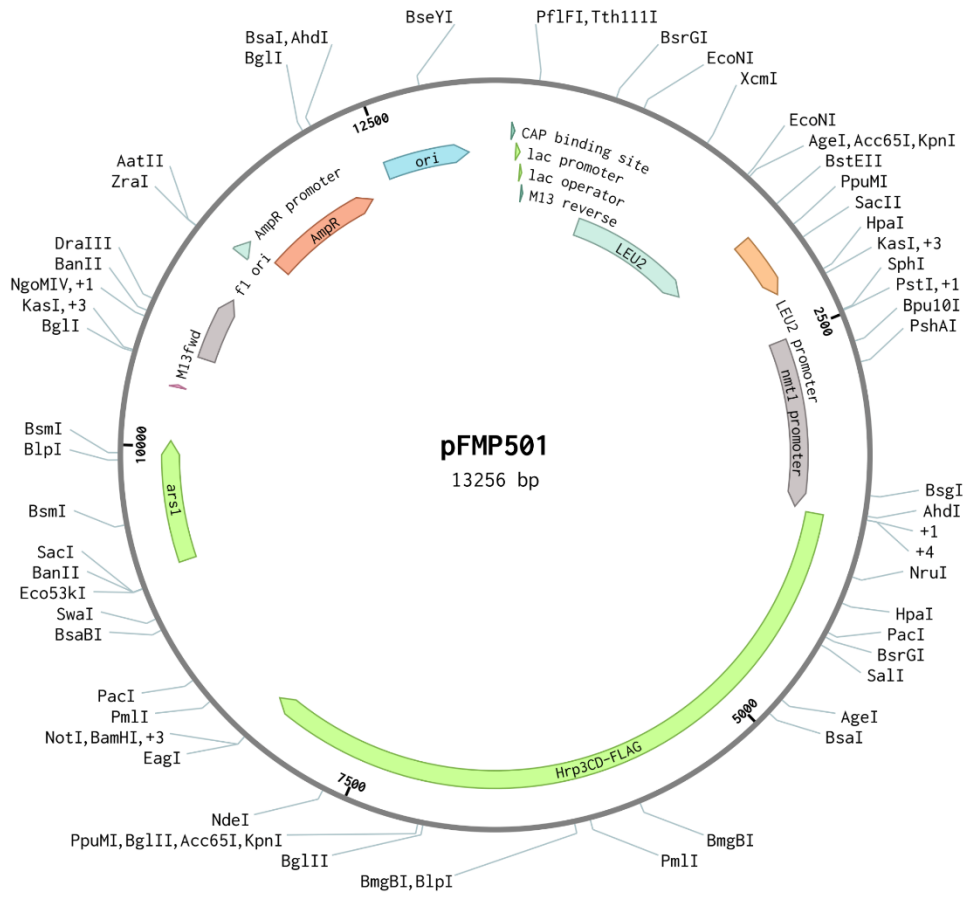 BseYI
PflFI,Tth111I
BsaI,AhdI
BglI
BsrGI
EcoNI
XcmI
12500
EcoNI
AgeI,Acc65I,KpnI
BstEII
PpuMI
SacII
HpaI
KasI,+3
SphI
PstI,+1
Bpu10I
PshAI
AatII
ZraI
DraIII
BanII
NgoMIV,+1
KasI,+3
BglI
ori
CAP binding site
lac promoter
lac operator
M13 reverse
LEU2
AmpR promoter
AmpR
f1 ori
M13fwd
LEU2 promoter
2500
nmt1 promoter
pFMP501
13256 bp
BsmI
BlpI
10000
ars1
BsmI
SacI
BanII
Eco53kI
SwaI
BsaBI
BsgI
AhdI
+1
+4
NruI
HpaI
PacI
BsrGI
SalI
PacI
PmlI
NotI,BamHI,+3
EagI
5000
AgeI
BsaI
Hrp3CD-FLAG
7500
NdeI
PpuMI,BglII,Acc65I,KpnI
BglII
BmgBI,BlpI
BmgBI
PmlI